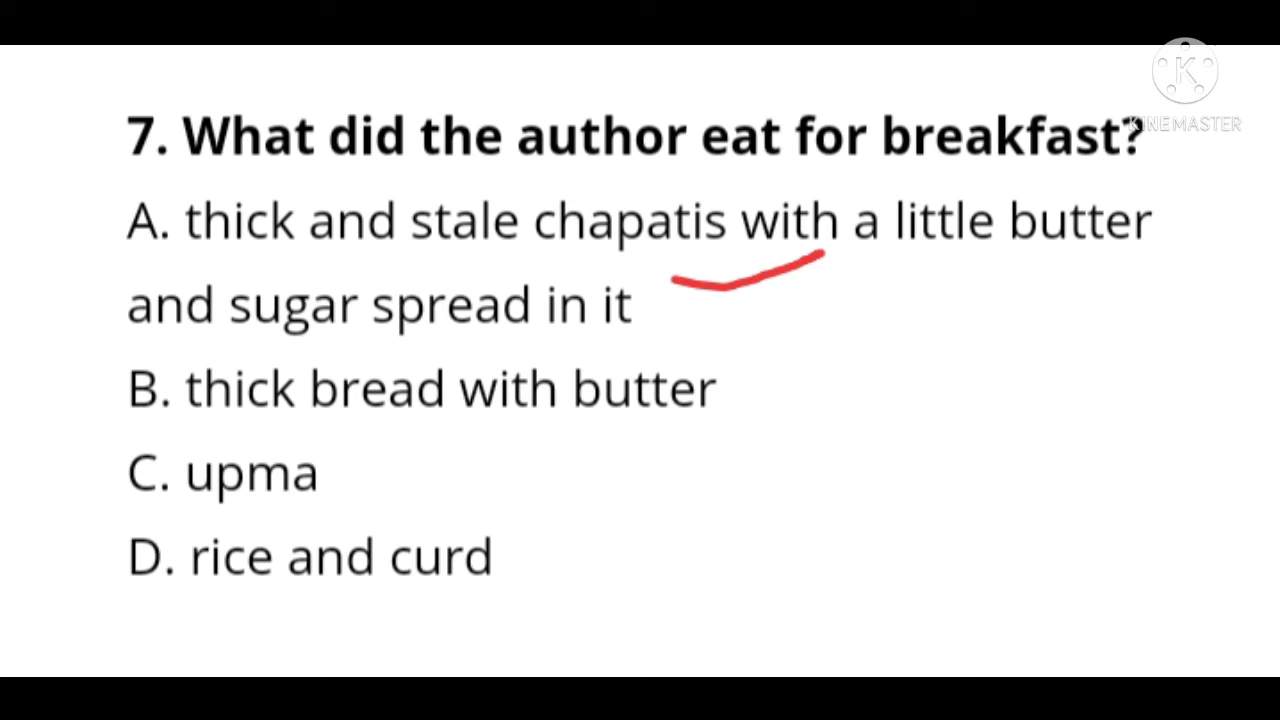 K
KINEMASTER
7. What did the author eat for breakfast?
A. thick and stale chapatis with a little butter
and sugar spread in it
B. thick bread with butter
C. upma
D. rice and curd